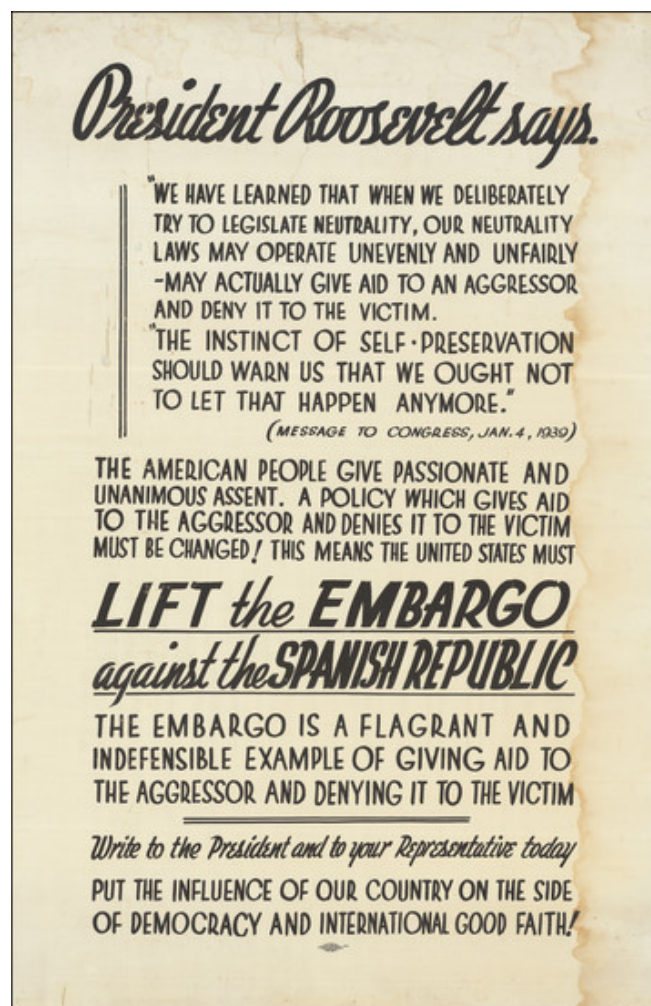 President Roosevelt says.
"WE HAVE LEARNED THAT WHEN WE DELIBERATELY
TRY TO LEGISLATE NEUTRALITY, OUR NEUTRALITY
LAWS MAY OPERATE UNEVENLY AND UNFAIRLY
-MAY ACTUALLY GIVE AID TO AN AGGRESSOR
AND DENY IT TO THE VICTIM.
"THE INSTINCT OF SELF-PRESERVATION
SHOULD WARN US THAT WE OUGHT NOT
TO LET THAT HAPPEN ANYMORE."
(MESSAGE TO CONGRESS, JAN. 4, 1939)
THE AMERICAN PEOPLE GIVE PASSIONATE AND
UNANIMOUS ASSENT. A POLICY WHICH GIVES AID
TO THE AGGRESSOR AND DENIES IT TO THE VICTIM
MUST BE CHANGED! THIS MEANS THE UNITED STATES MUST
LIFT the EMBARGO
against the SPANISH REPUBLIC
THE EMBARGO IS A FLAGRANT AND
INDEFENSIBLE EXAMPLE OF GIVING AID TO
THE AGGRESSOR AND DENYING IT TO THE VICTIM
Write to the President and to your Representative today
PUT THE INFLUENCE OF OUR COUNTRY ON THE SIDE
OF DEMOCRACY AND INTERNATIONAL GOOD FAITH!